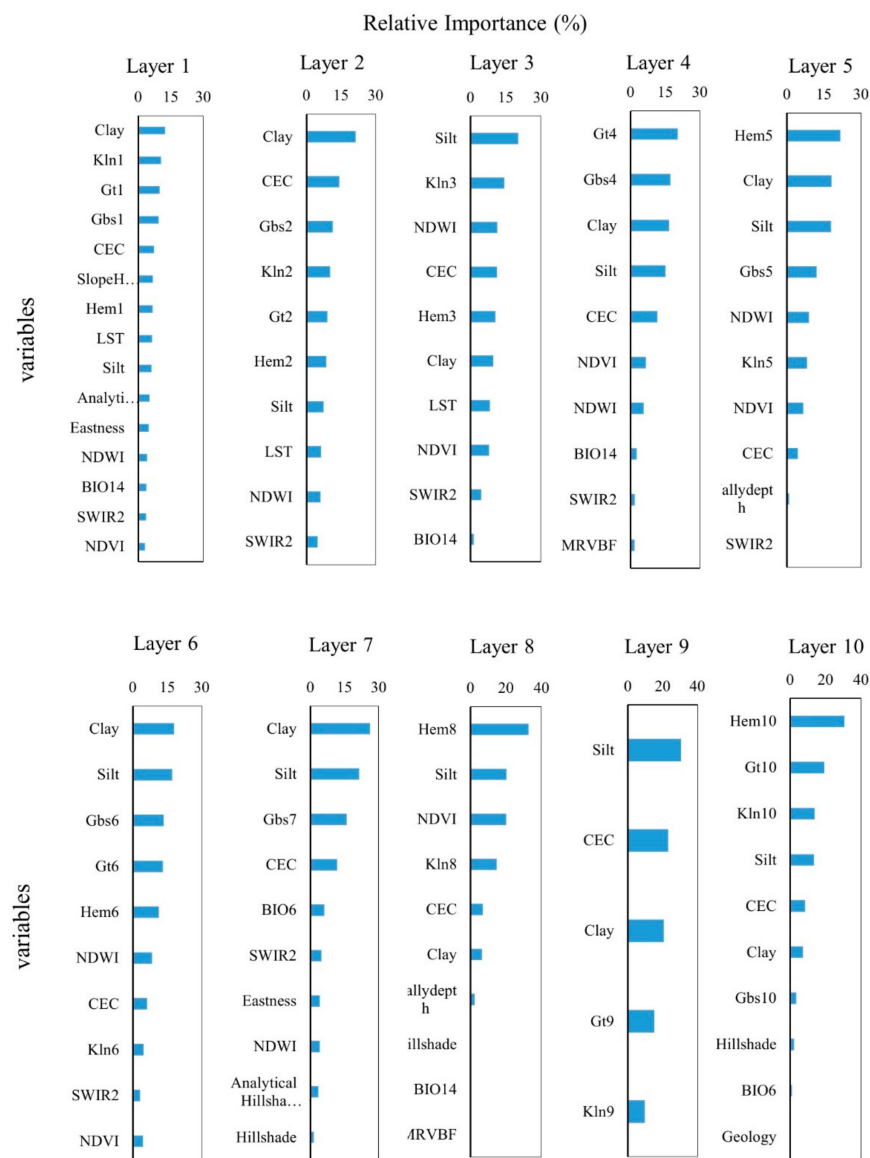 Relative Importance (%)
Layer 1
0 15 30
Clay
Kln1
Gt1
Gbs1
CEC
SlopeH…
Hem1
LST
Silt
Analyti…
Eastness
NDWI
BIO14
SWIR2
NDVI
Layer 2
0 15 30
Clay
CEC
Gbs2
Kln2
Gt2
Hem2
Silt
LST
NDWI
SWIR2
Layer 3
0 15 30
Silt
Kln3
NDWI
CEC
Hem3
Clay
LST
NDVI
SWIR2
BIO14
Layer 4
0 15 30
Gt4
Gbs4
Clay
Silt
CEC
NDVI
NDWI
BIO14
SWIR2
MRVBF
Layer 5
0 15 30
Hem5
Clay
Silt
Gbs5
NDWI
Kln5
NDVI
CEC
allydept
h
SWIR2
variables
Layer 6
0 15 30
Clay
Silt
Gbs6
Gt6
Hem6
NDWI
CEC
Kln6
SWIR2
NDVI
Layer 7
0 15 30
Clay
Silt
Gbs7
CEC
BIO6
SWIR2
Eastness
NDWI
Analytical
Hillsha…
Hillshade
Layer 8
0 20 40
Hem8
Silt
NDVI
Kln8
CEC
Clay
allydept
h
illshade
BIO14
MRVBF
Layer 9
0 20 40
Silt
CEC
Clay
Gt9
Kln9
Layer 10
0 20 40
Hem10
Gt10
Kln10
Silt
CEC
Clay
Gbs10
Hillshade
BIO6
Geology
variables